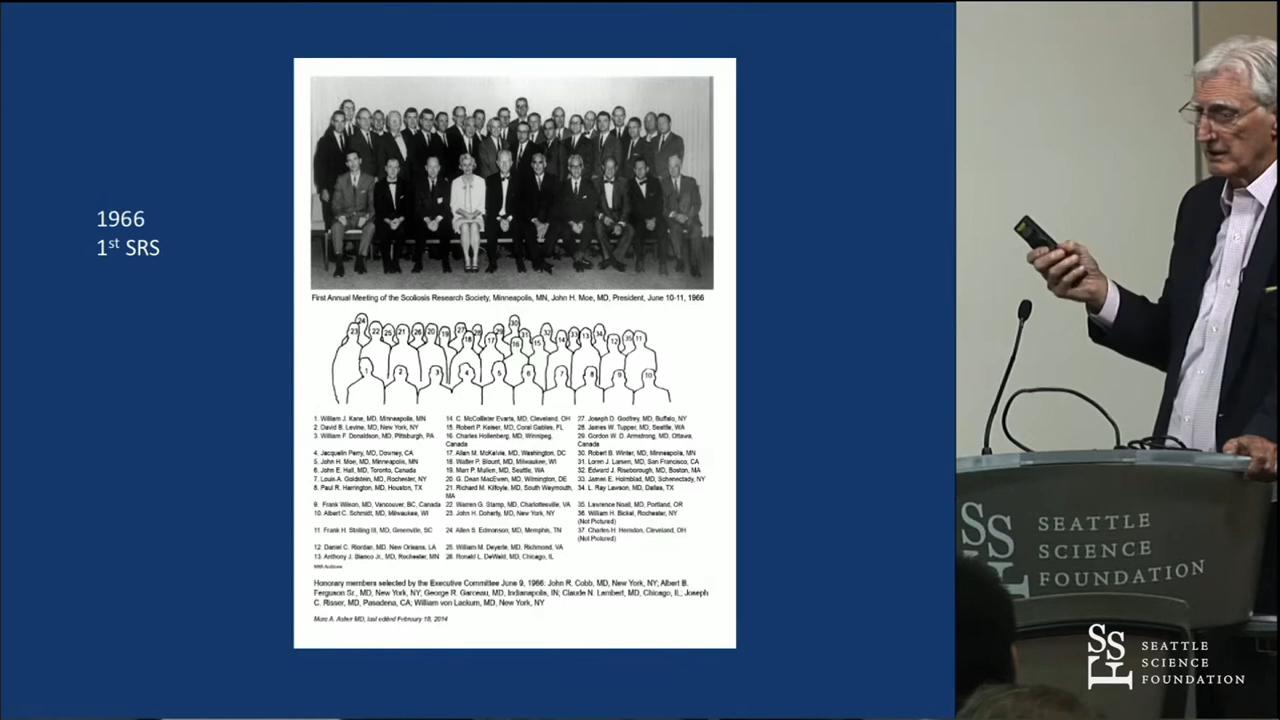 1966
1st SRS
First Annual Meeting of the Scoliosis Research Society, Minneapolis, MN, John H. Moe, MD, President, June 10-11, 1966
1. William J. Kane, MD, Minneapolis, MN
2. David B. Levine, MD, New York, NY
3. William F. Donaldson, MD, Pittsburgh, PA
4. Jacquelin Perry, MD, Downey, CA
5. John H. Moe, MD, Minneapolis, MN
6. John E. Hall, MD, Toronto, Canada
7. Louis A. Goldstein, MD, Rochester, NY
8. Paul R. Harrington, MD, Houston, TX
9. Frank Wilson, MD, Vancouver, BC, Canada
10. Albert C. Schmidt, MD, Milwaukee, WI
11. Frank H. Stelling III, MD, Greenville, SC
12. Daniel C. Riordan, MD, New Orleans, LA
13. Anthony J. Bianco Jr., MD, Rochester, MN
14. C. McCollister Evarts, MD, Cleveland, OH
15. Robert P. Keiser, MD, Coral Gables, FL
16. Charles Hollenberg, MD, Winnipeg,
Canada
17. Allan M. McKelvie, MD, Washington, DC
18. Walter P. Blount, MD, Milwaukee, WI
19. Marr P. Mullen, MD, Seattle, WA
20. G. Dean MacEwen, MD, Wilmington, DE
21. Richard M. Kilfoyle, MD, South Weymouth,
MA
22. Warren G. Stamp, MD, Charlottesville, VA
23. John H. Doherty, MD, New York, NY
24. Allen S. Edmonson, MD, Memphis, TN
25. William M. Deyerle, MD, Richmond, VA
26. Ronald L. DeWald, MD, Chicago, IL
27. Joseph D. Godfrey, MD, Buffalo, NY
28. James W. Tupper, MD, Seattle, WA
29. Gordon W. D. Armstrong, MD, Ottawa,
Canada
30. Robert B. Winter, MD, Minneapolis, MN
31. Loren J. Larsen, MD, San Francisco, CA
32. Edward J. Riseborough, MD, Boston, MA
33. James E. Holmblad, MD, Schenectady, NY
34. L. Ray Lawson, MD, Dallas, TX
35. Lawrence Noall, MD, Portland, OR
36. William H. Bickel, Rochester, NY
(Not Pictured)
37. Charles H. Herndon, Cleveland, OH
(Not Pictured)
Honorary members selected by the Executive Committee June 9, 1966: John R. Cobb, MD, New York, NY; Albert B.
Ferguson Sr., MD, New York, NY; George R. Garceau, MD, Indianapolis, IN; Claude N. Lambert, MD, Chicago, IL; Joseph
C. Risser, MD, Pasadena, CA; William von Lackum, MD, New York, NY
Marc A. Asher MD, last edited February 18, 2014
SSF
SEATTLE
SCIENCE
FOUNDATION
SSF
SEATTLE
SCIENCE
FOUNDATION